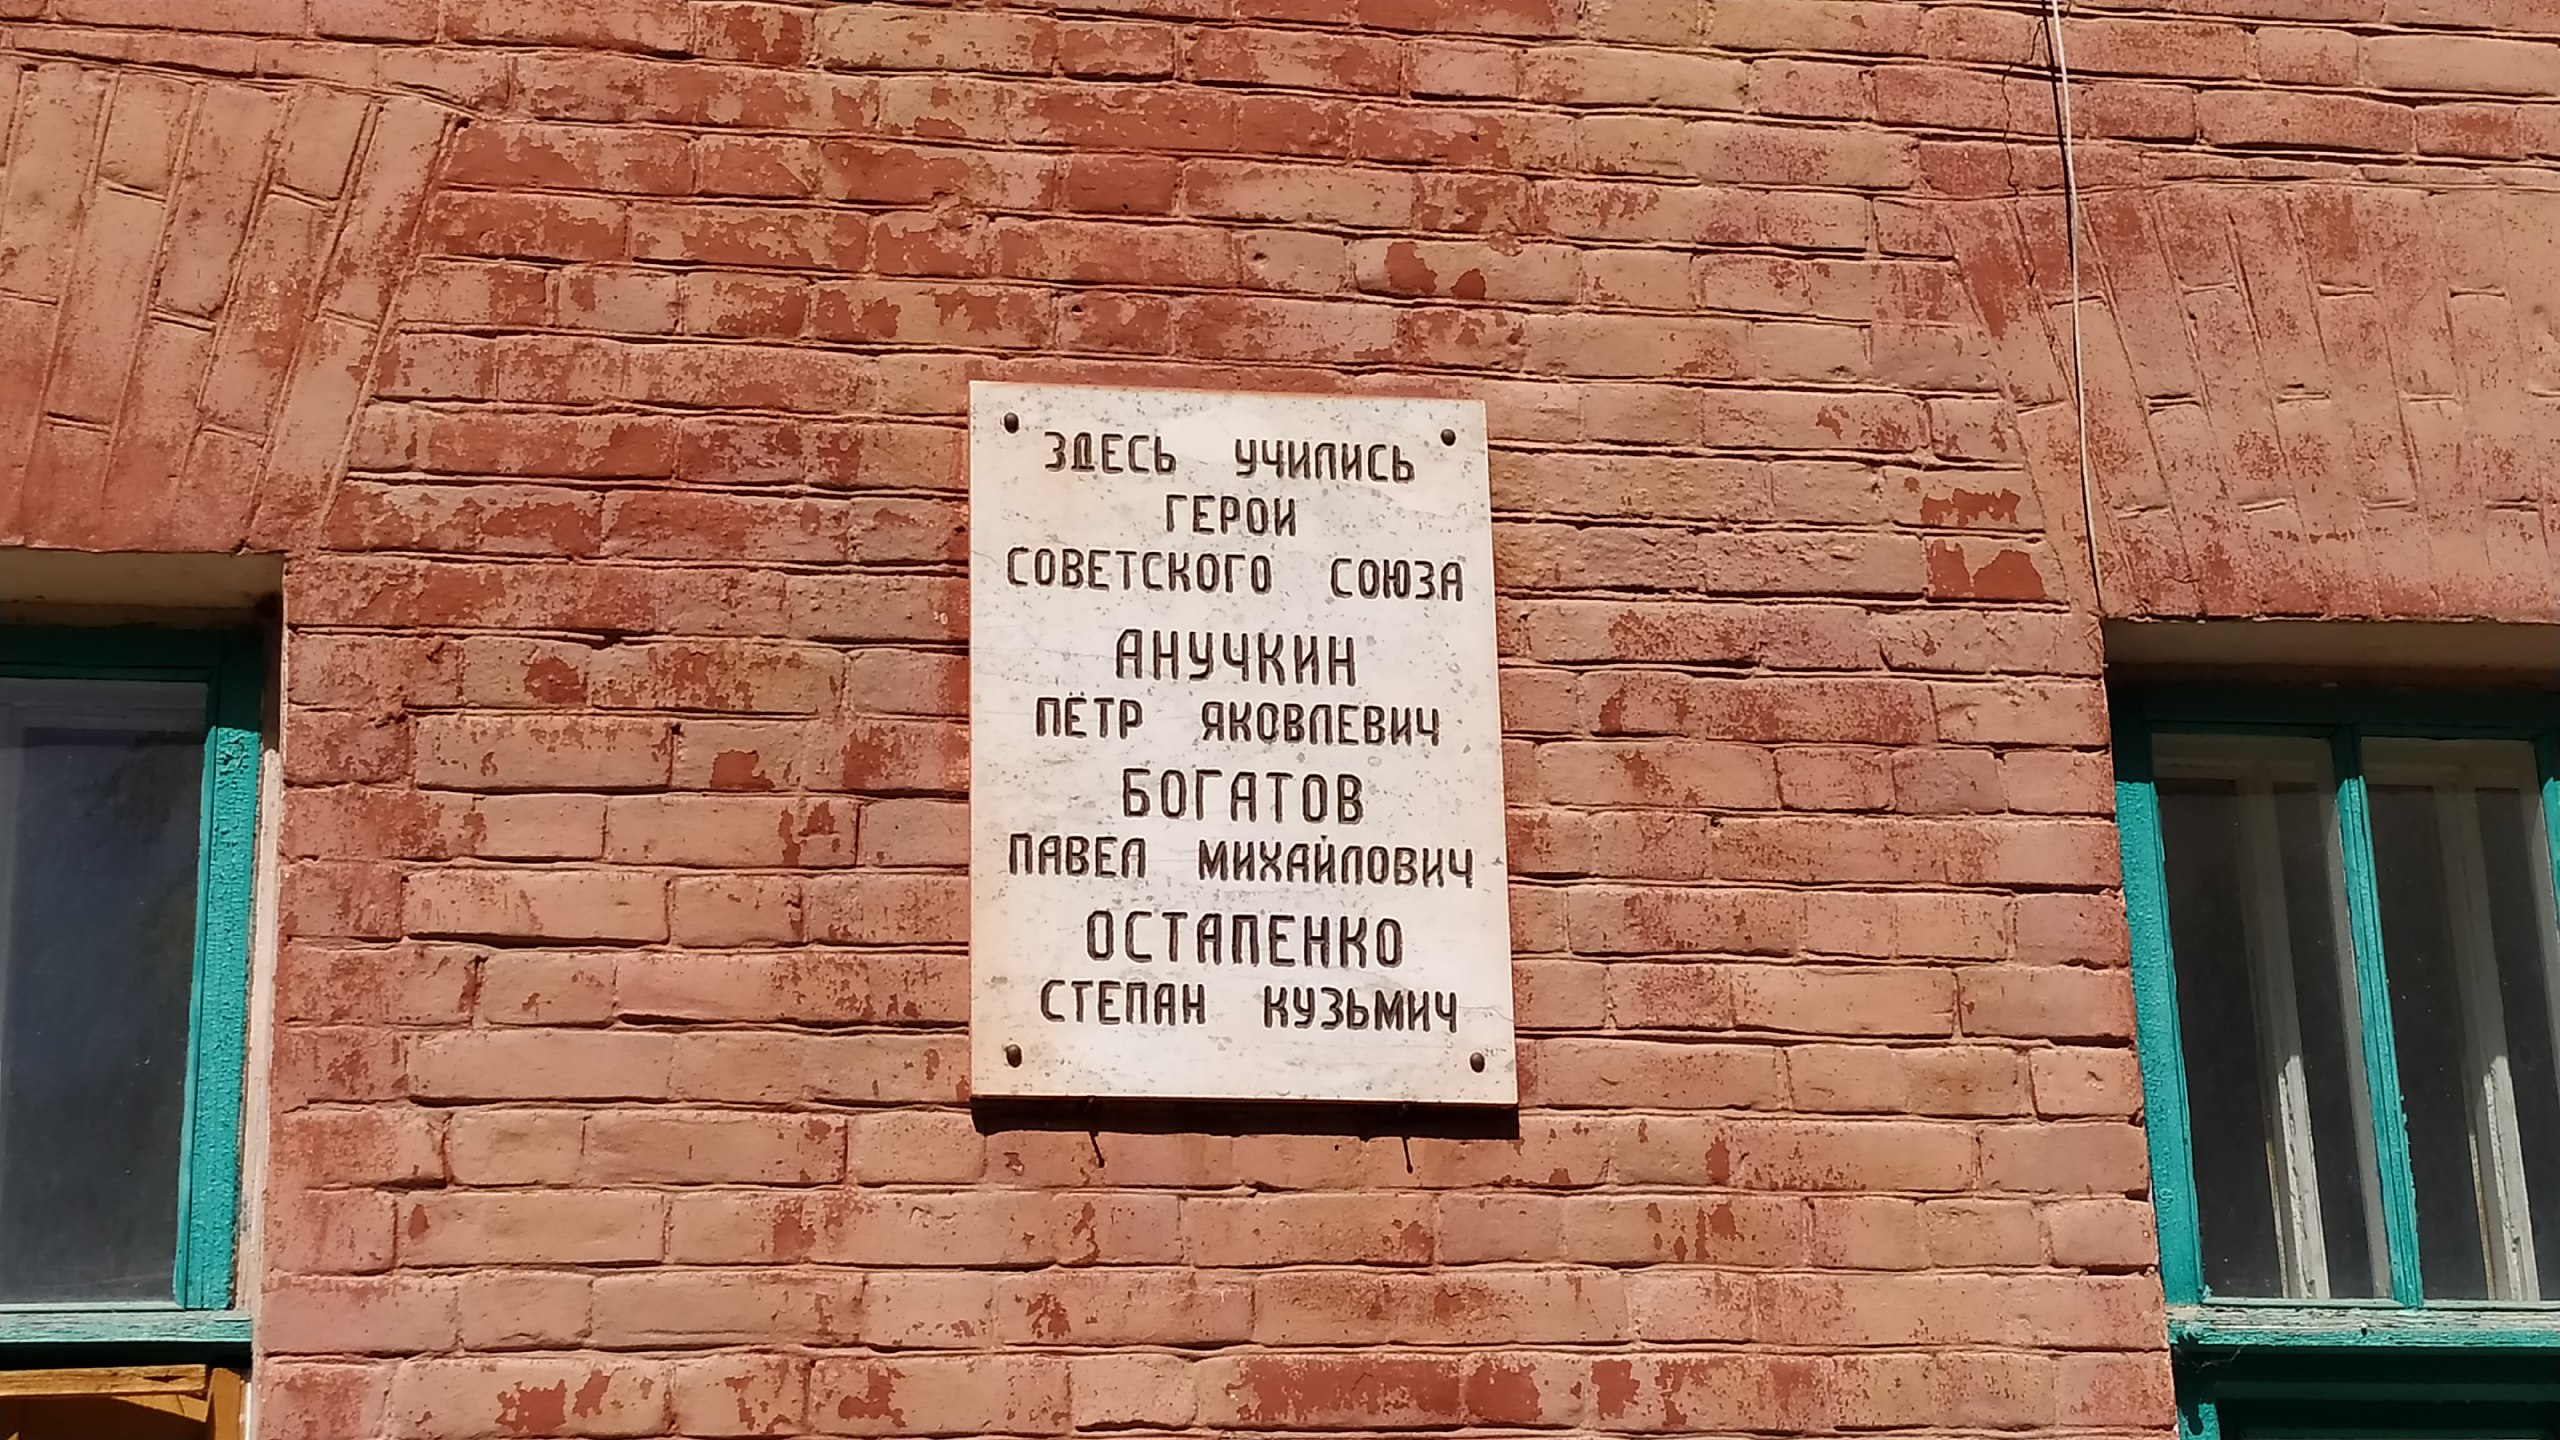 ЗДЕСЬ УЧИЛИСЬ
ГЕРОИ
СОВЕТСКОГО СОЮЗА
АНУЧКИН
ПЁТР ЯКОВЛЕВИЧ
БОГАТОВ
ПАВЕЛ МИХАЙЛОВИЧ
ОСТАПЕНКО
СТЕПАН КУЗЬМИЧ